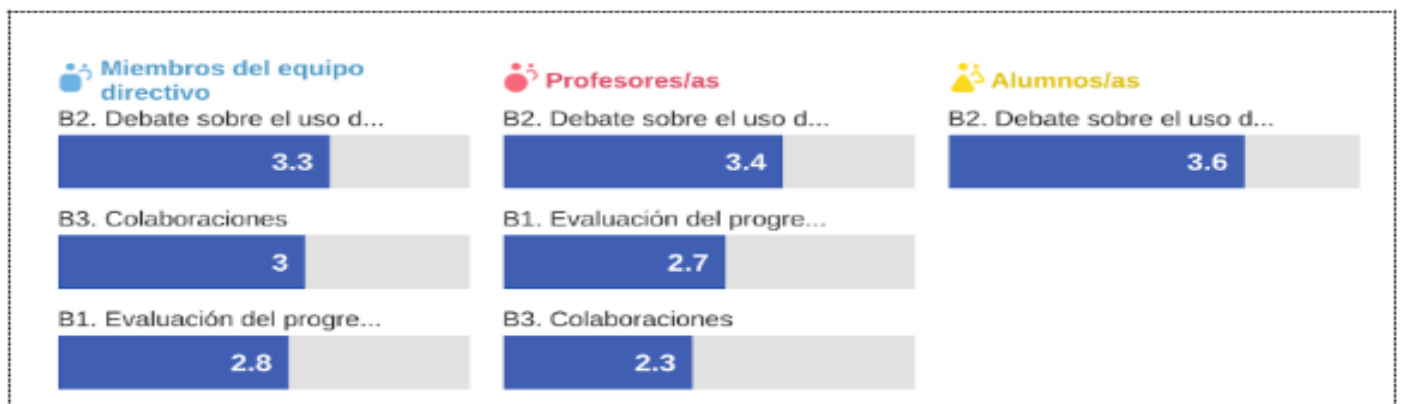 Miembros del equipo
directivo
B2. Debate sobre el uso d...
3.3
B3. Colaboraciones
3
B1. Evaluación del progre...
2.8
Profesores/as
B2. Debate sobre el uso d...
3.4
B1. Evaluación del progre...
2.7
B3. Colaboraciones
2.3
Alumnos/as
B2. Debate sobre el uso d...
3.6